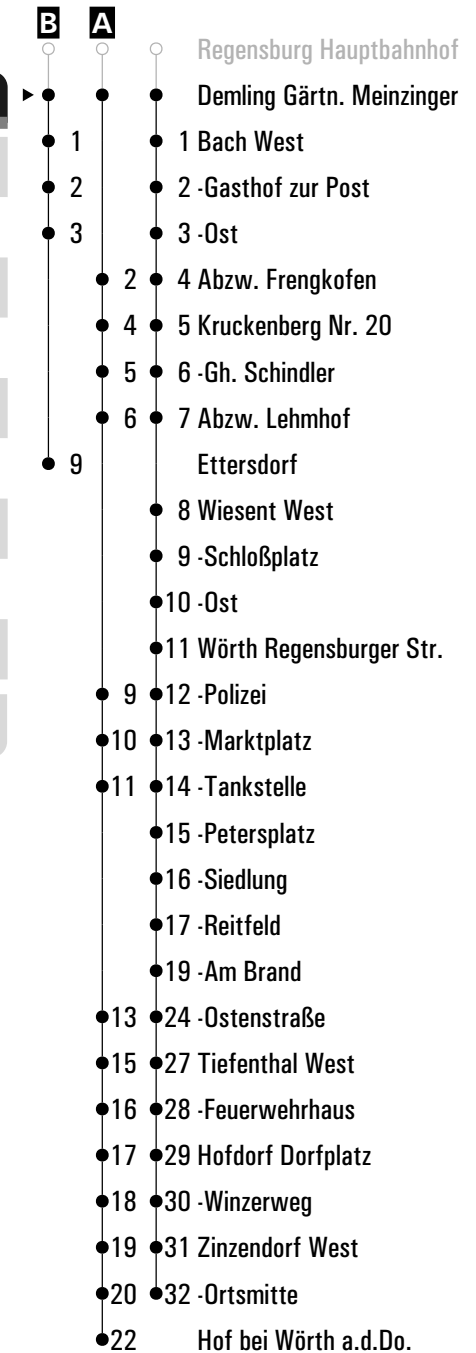 B A
Regensburg Hauptbahnhof
Demling Gärtn. Meinzinger
1 1 Bach West
2 2 -Gasthof zur Post
3 3 -Ost
2 4 Abzw. Frengkofen
4 5 Kruckenberg Nr. 20
5 6 -Gh. Schindler
6 7 Abzw. Lehmhof
9 Ettersdorf
8 Wiesent West
9 -Schloßplatz
10 -Ost
11 Wörth Regensburger Str.
9 12 -Polizei
10 13 -Marktplatz
11 14 -Tankstelle
15 -Petersplatz
16 -Siedlung
17 -Reitfeld
19 -Am Brand
13 24 -Ostenstraße
15 27 Tiefenthal West
16 28 -Feuerwehrhaus
17 29 Hofdorf Dorfplatz
18 30 -Winzerweg
19 31 Zinzendorf West
20 32 -Ortsmitte
22 Hof bei Wörth a.d.Do.